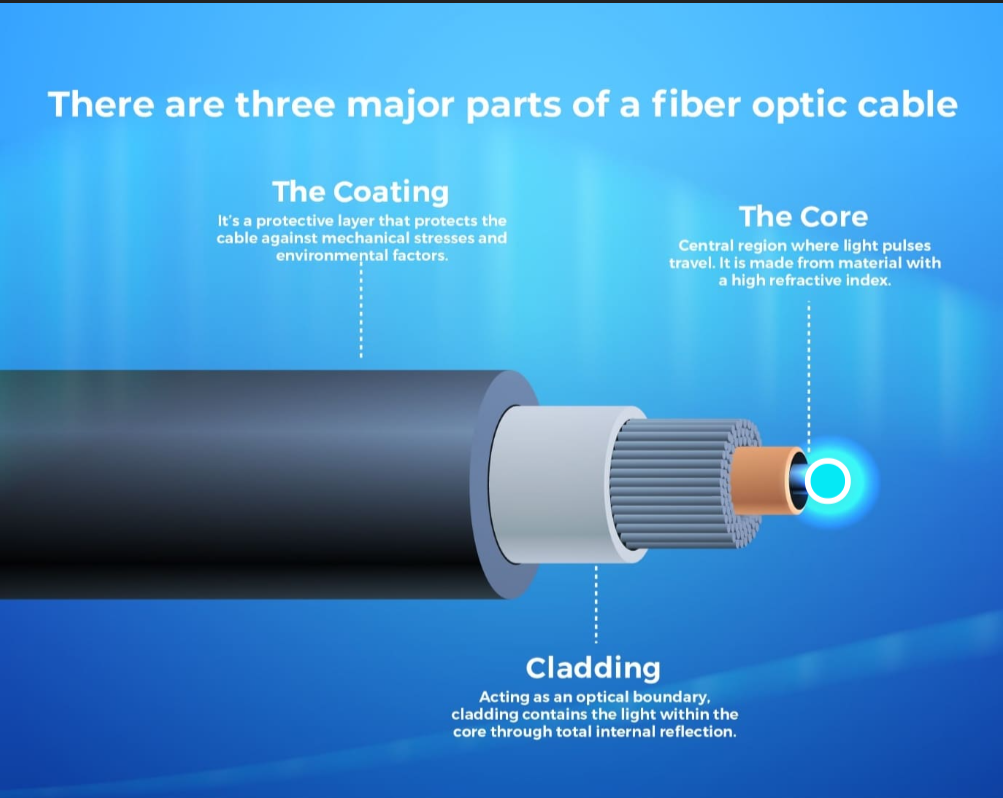 There are three major parts of a fiber optic cable
The Coating
It's a protective layer that protects the
cable against mechanical stresses and
environmental factors.
The Core
Central region where light pulses
travel. It is made from material with
a high refractive index.
Cladding
Acting as an optical boundary,
cladding contains the light within the
core through total internal reflection.